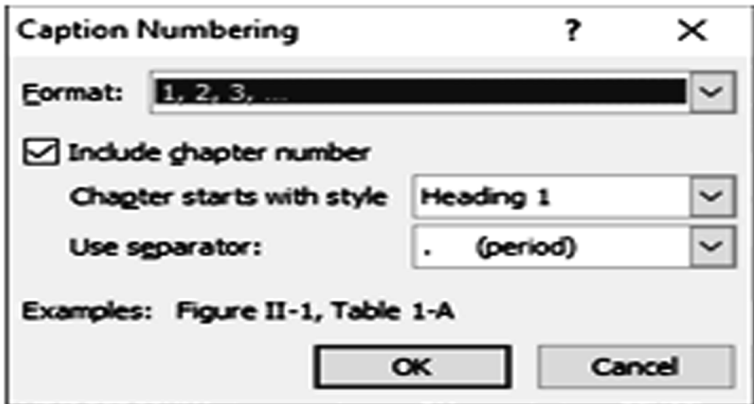 Caption Numbering ? ✕
Format: 1, 2, 3, ...
Include chapter number
Chapter starts with style Heading 1
Use separator: . (period)
Examples: Figure II-1, Table 1-A
OK Cancel